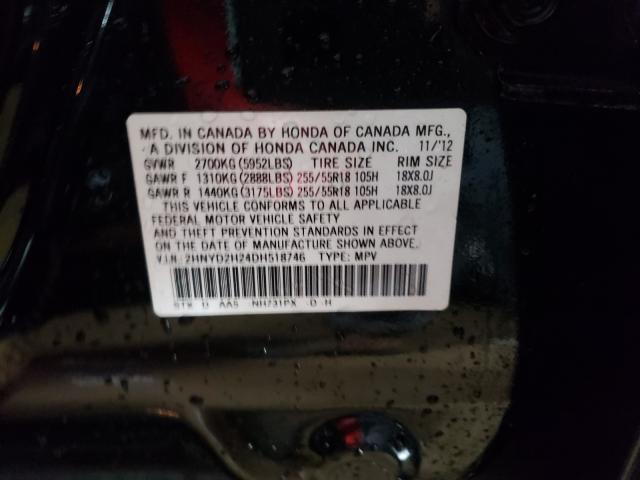 MFD. IN CANADA BY HONDA OF CANADA MFG.,
A DIVISION OF HONDA CANADA INC. 11/'12
GVWR 2700KG (5952LBS) TIRE SIZE RIM SIZE
GAWR F 1310KG (2888LBS) 255/55R18 105H 18X8.0J
GAWR R 1440KG (3175LBS) 255/55R18 105H 18X8.0J
THIS VEHICLE CONFORMS TO ALL APPLICABLE
FEDERAL MOTOR VEHICLE SAFETY
AND THEFT PREVENTION STANDARDS IN EFFECT
ON THE DATE OF MANUFACTURE SHOWN ABOVE.
V.I.N. 2HNYD2H24DH518746 TYPE: MPV
STX D AAS NH731PX D H